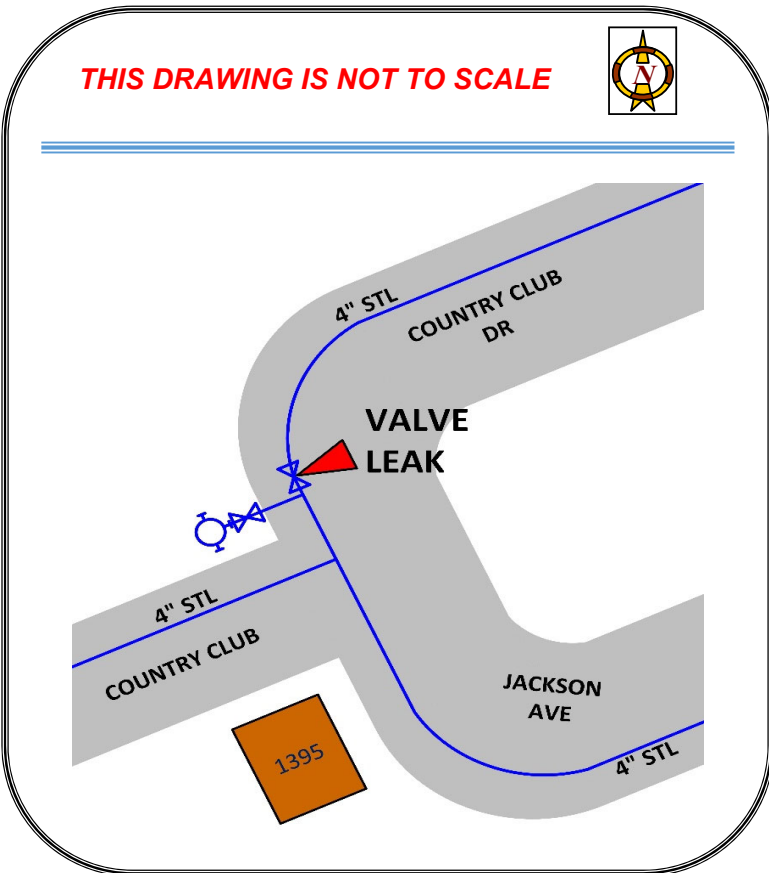 THIS DRAWING IS NOT TO SCALE
N
4" STL
COUNTRY CLUB
DR
VALVE
LEAK
4" STL
COUNTRY CLUB
JACKSON
AVE
4" STL
1395